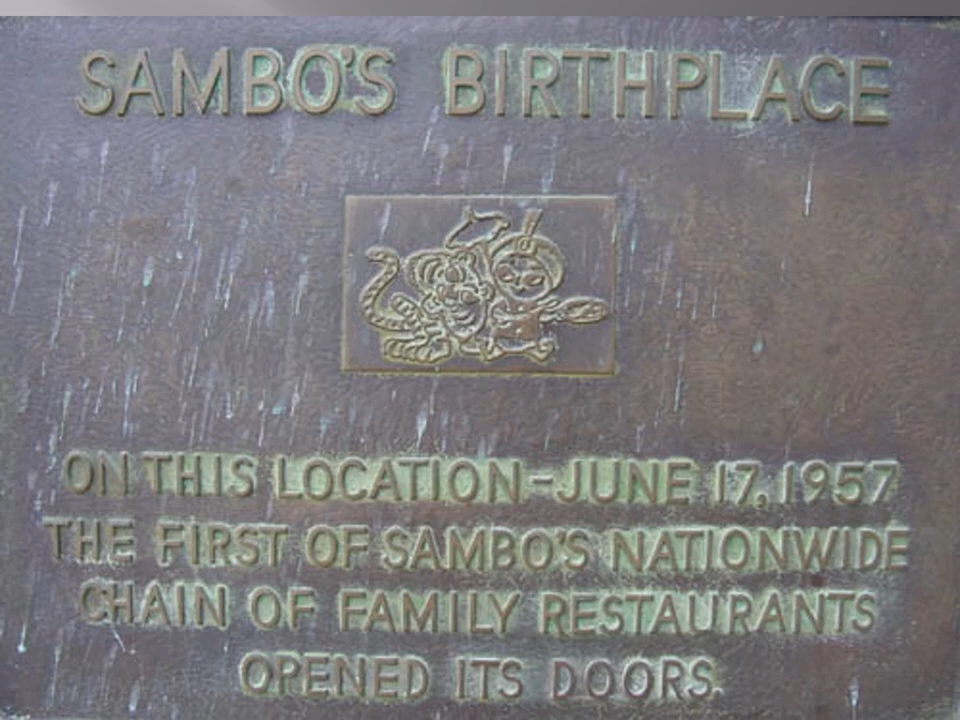 SAMBO'S BIRTHPLACE
ON THIS LOCATION-JUNE 17, 1957
THE FIRST OF SAMBO'S NATIONWIDE
CHAIN OF FAMILY RESTAURANTS
OPENED ITS DOORS.